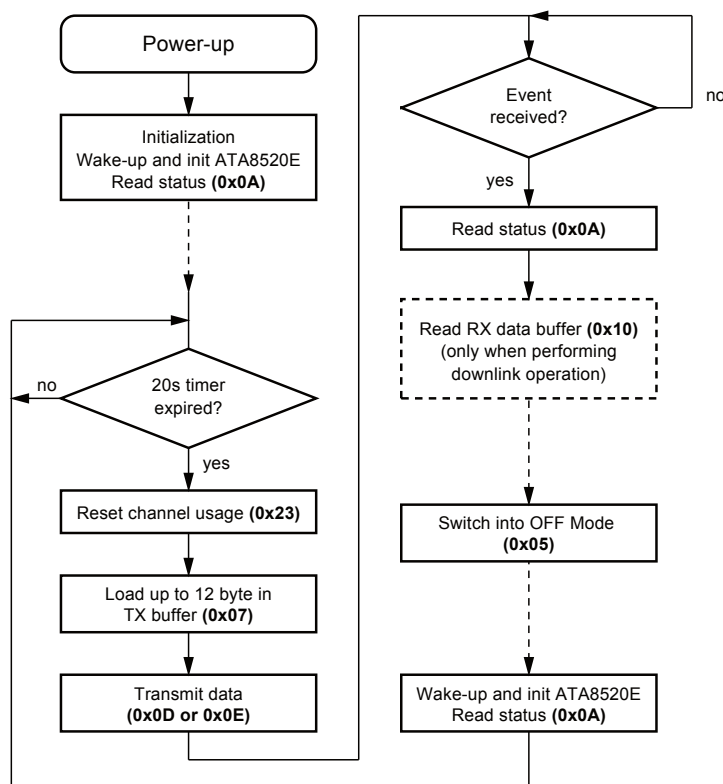 Power-up
Initialization
Wake-up and init ATA8520E
Read status (0x0A)
no
20s timer
expired?
yes
Reset channel usage (0x23)
Load up to 12 byte in
TX buffer (0x07)
Transmit data
(0x0D or 0x0E)
Event
received?
no
yes
Read status (0x0A)
Read RX data buffer (0x10)
(only when performing
downlink operation)
Switch into OFF Mode
(0x05)
Wake-up and init ATA8520E
Read status (0x0A)